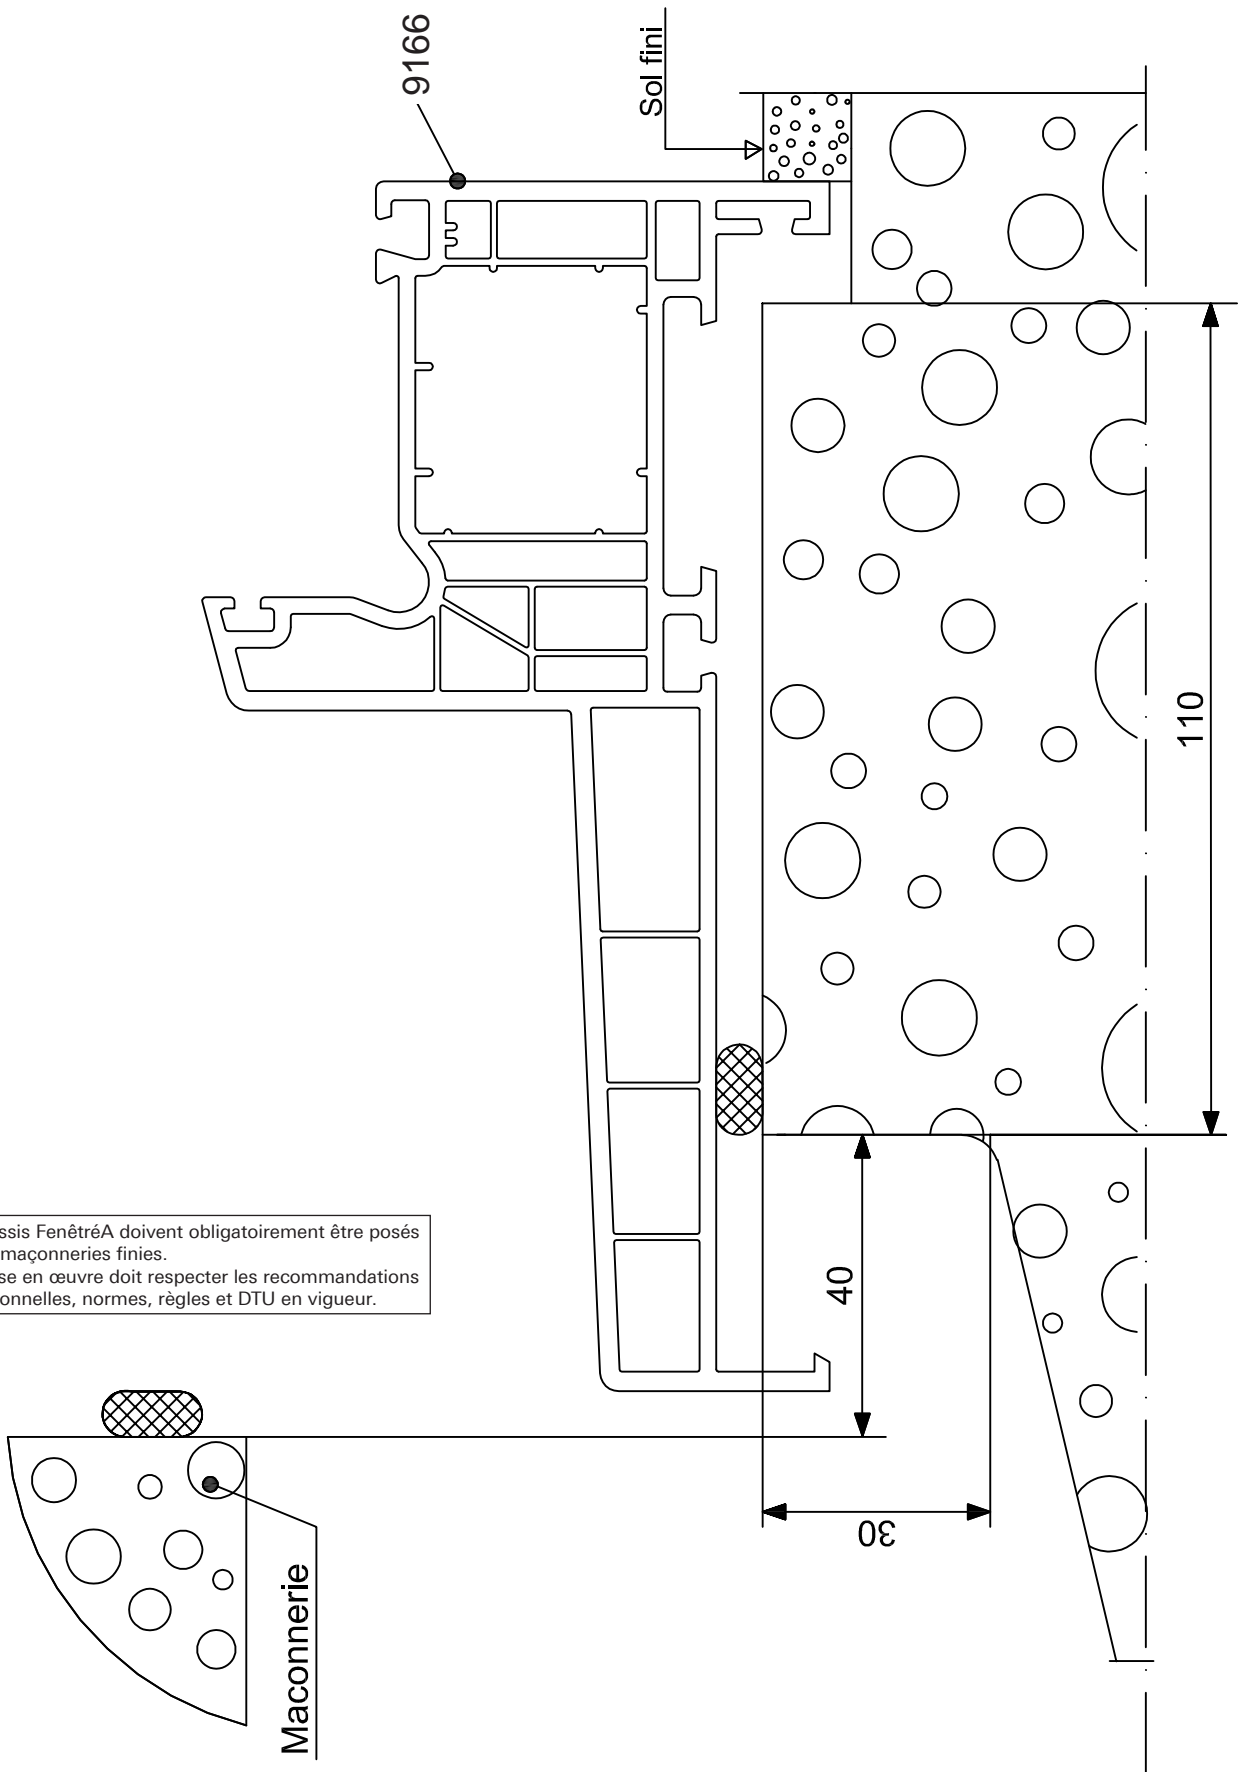 9166
Sol fini
110
40
30
ssis FenêtréA doivent obligatoirement être posés
maçonneries finies.
se en œuvre doit respecter les recommandations
onnelles, normes, règles et DTU en vigueur.
Maconnerie